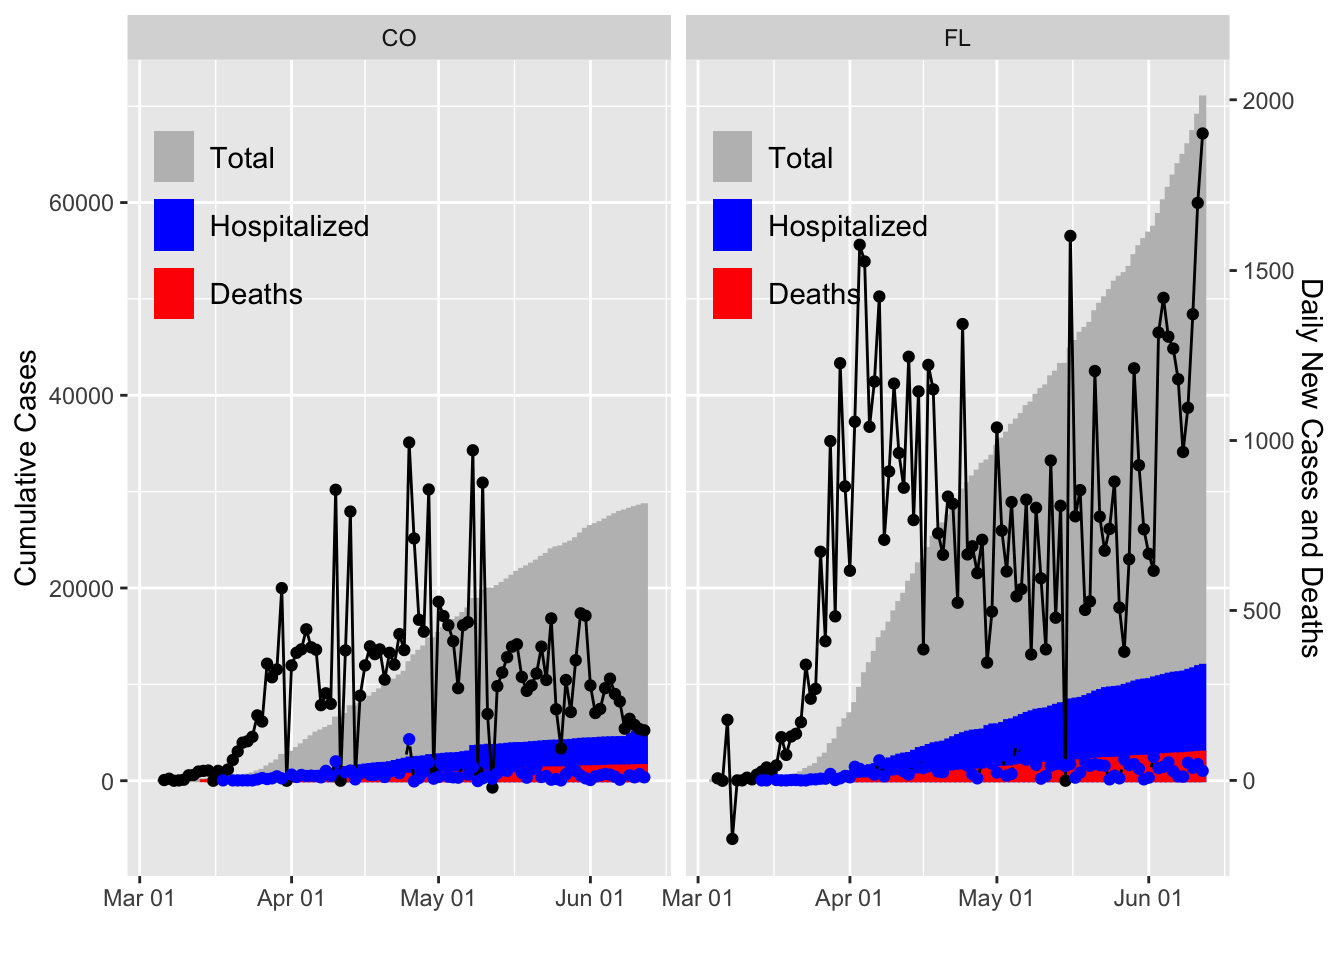 CO
FL
Total
Hospitalized
Deaths
Total
Hospitalized
Deaths
Cumulative Cases
60000
40000
20000
0
2000
1500
1000
500
0
Daily New Cases and Deaths
Mar 01
Apr 01
May 01
Jun 01
Mar 01
Apr 01
May 01
Jun 01